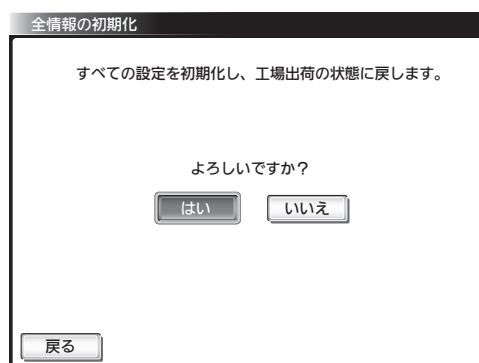 全情報の初期化
すべての設定を初期化し、工場出荷の状態に戻します。
よろしいですか？
はい
いいえ
戻る